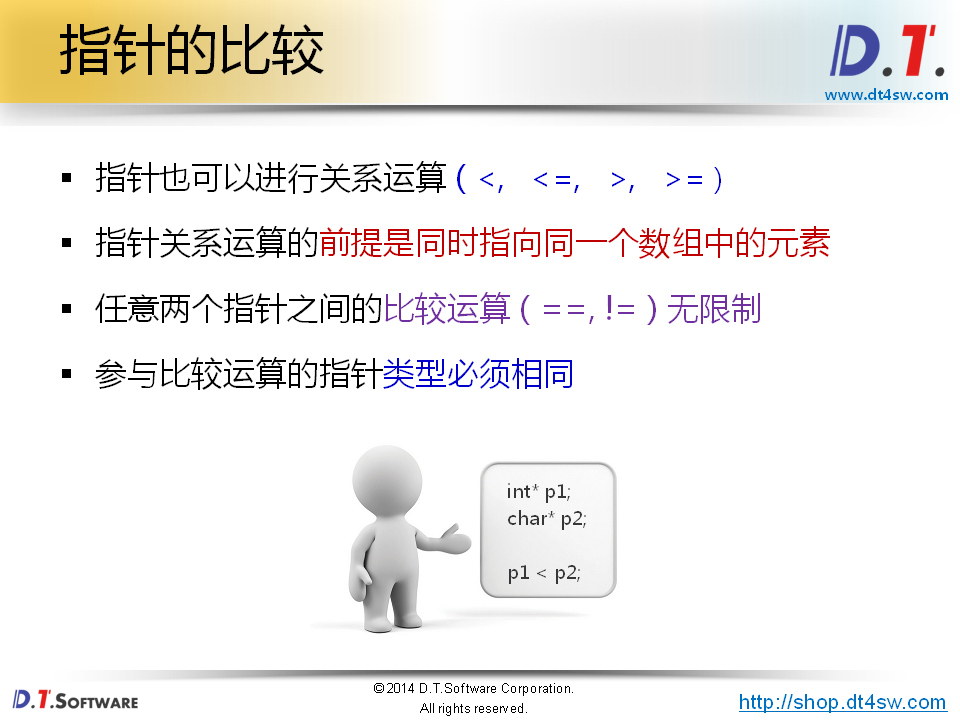 指针的比较
D.T.
www.dt4sw.com
▪ 指针也可以进行关系运算 ( <, <=, >, >= )
▪ 指针关系运算的前提是同时指向同一个数组中的元素
▪ 任意两个指针之间的比较运算 ( ==, != ) 无限制
▪ 参与比较运算的指针类型必须相同
int* p1;
char* p2;
p1 < p2;
D.T.SOFTWARE
©2014 D.T.Software Corporation.
All rights reserved.
http://shop.dt4sw.com